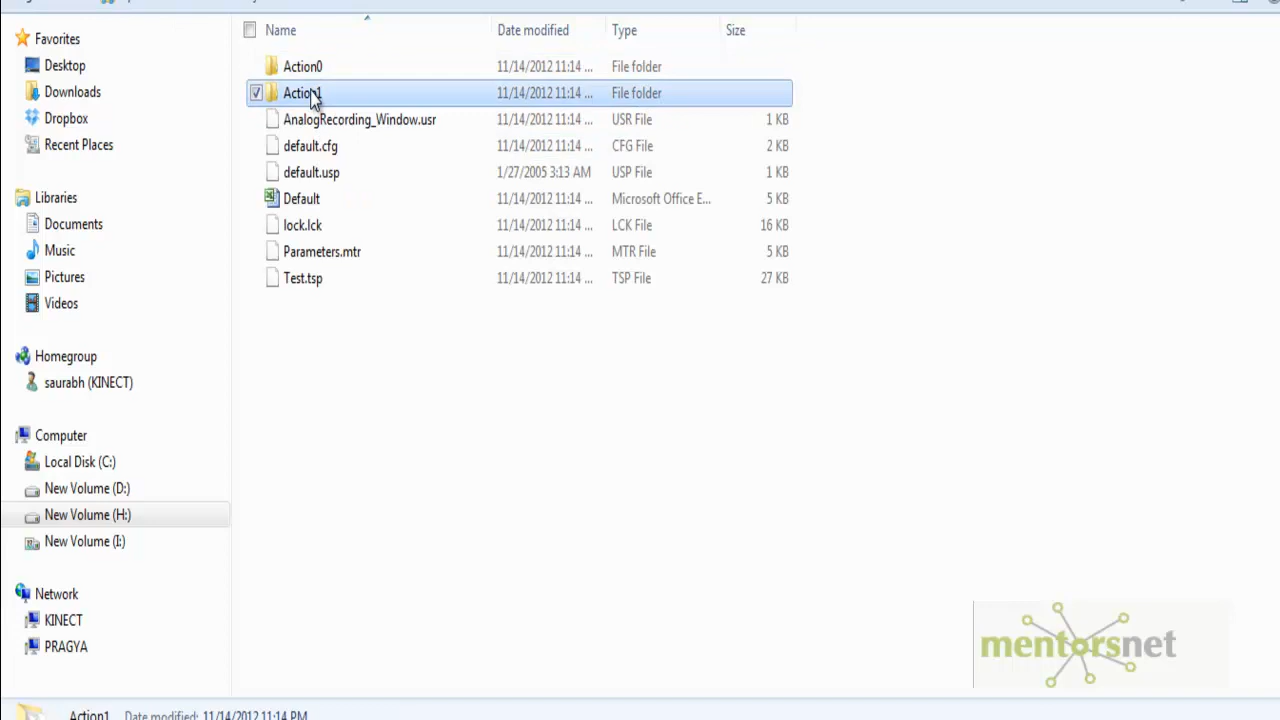 Name Date modified Type Size
Favorites
Desktop
Downloads
Dropbox
Recent Places
Libraries
Documents
Music
Pictures
Videos
Homegroup
saurabh (KINECT)
Computer
Local Disk (C:)
New Volume (D:)
New Volume (H:)
New Volume (I:)
Network
KINECT
PRAGYA
Action0 11/14/2012 11:14 ... File folder
Action1 11/14/2012 11:14 ... File folder
AnalogRecording_Window.usr 11/14/2012 11:14 ... USR File 1 KB
default.cfg 11/14/2012 11:14 ... CFG File 2 KB
default.usp 1/27/2005 3:13 AM USP File 1 KB
Default 11/14/2012 11:14 ... Microsoft Office E... 5 KB
lock.lck 11/14/2012 11:14 ... LCK File 16 KB
Parameters.mtr 11/14/2012 11:14 ... MTR File 5 KB
Test.tsp 11/14/2012 11:14 ... TSP File 27 KB
mentorsnet
Action1 Date modified: 11/14/2012 11:14 PM